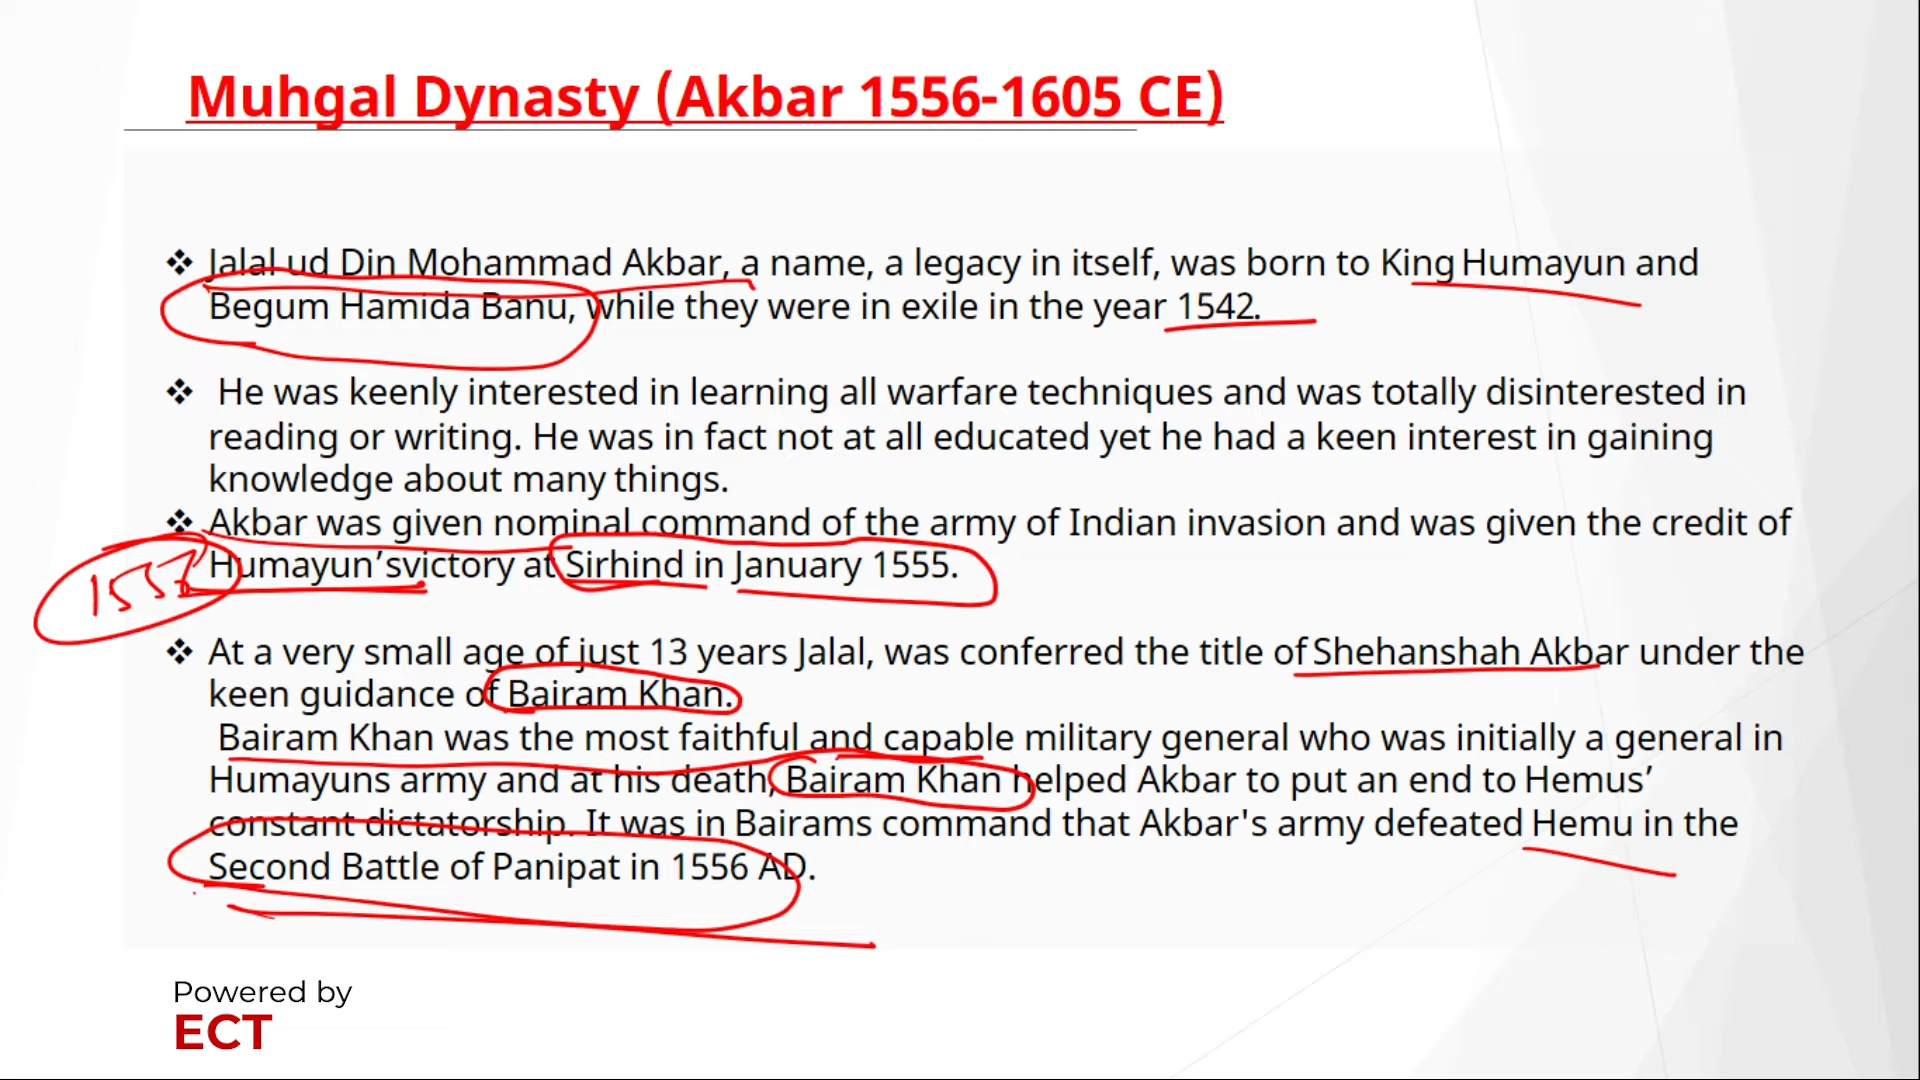 Muhgal Dynasty (Akbar 1556-1605 CE)
❖ Jalal ud Din Mohammad Akbar, a name, a legacy in itself, was born to King Humayun and
Begum Hamida Banu, while they were in exile in the year 1542.
❖ He was keenly interested in learning all warfare techniques and was totally disinterested in
reading or writing. He was in fact not at all educated yet he had a keen interest in gaining
knowledge about many things.
❖ Akbar was given nominal command of the army of Indian invasion and was given the credit of
Humayun’svictory at Sirhind in January 1555.
❖ At a very small age of just 13 years Jalal, was conferred the title of Shehanshah Akbar under the
keen guidance of Bairam Khan.
Bairam Khan was the most faithful and capable military general who was initially a general in
Humayuns army and at his death, Bairam Khan helped Akbar to put an end to Hemus’
constant dictatorship. It was in Bairams command that Akbar's army defeated Hemu in the
Second Battle of Panipat in 1556 AD.
Powered by
ECT